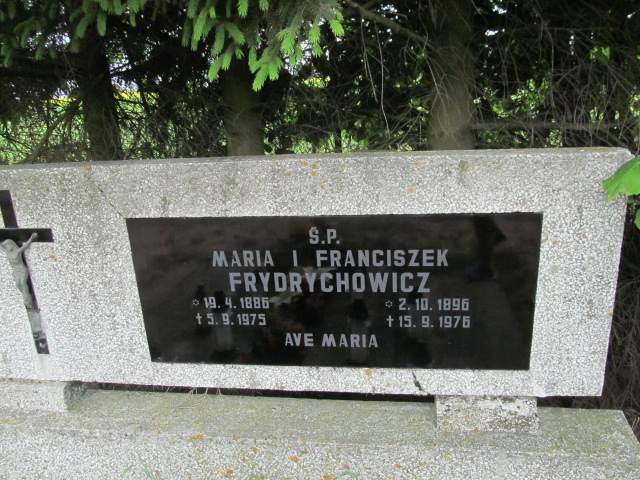 Ś.P.
MARIA I FRANCISZEK
FRYDRYCHOWICZ
* 19.4.1886 * 2.10.1896
† 5.9.1975 † 15.9.1976
AVE MARIA